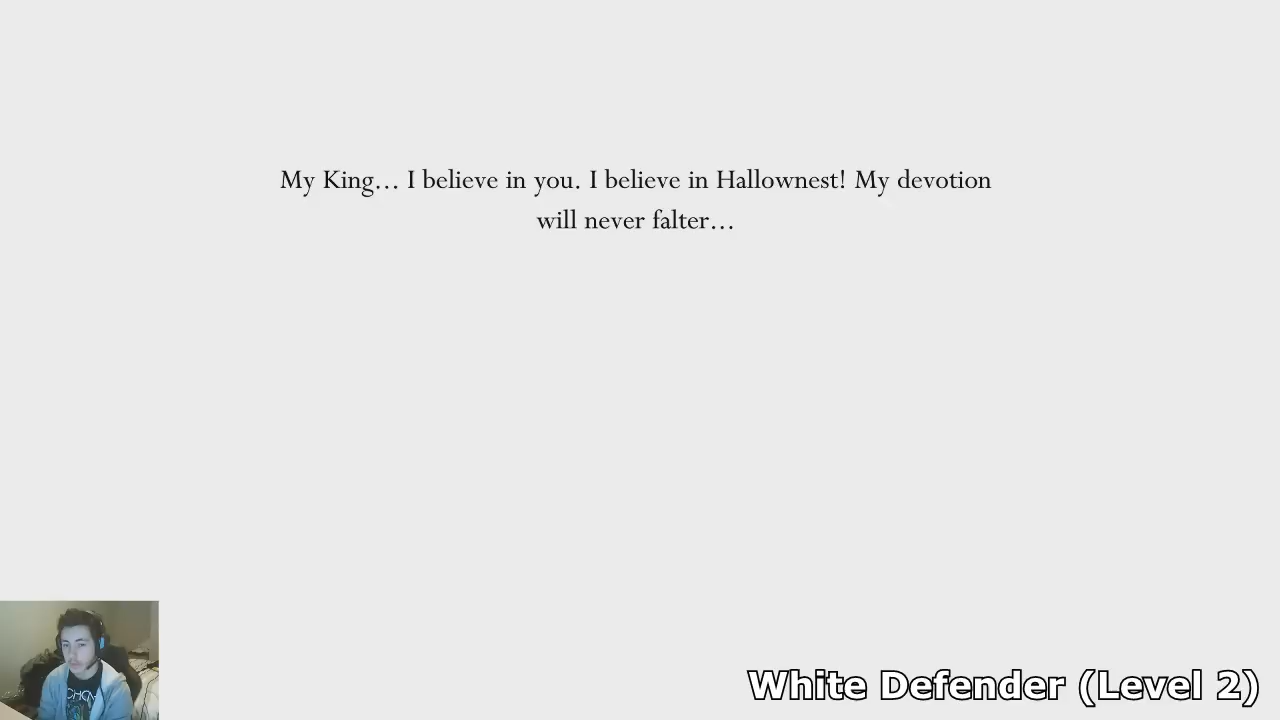 My King... I believe in you. I believe in Hallownest! My devotion
will never falter...
White Defender (Level 2)